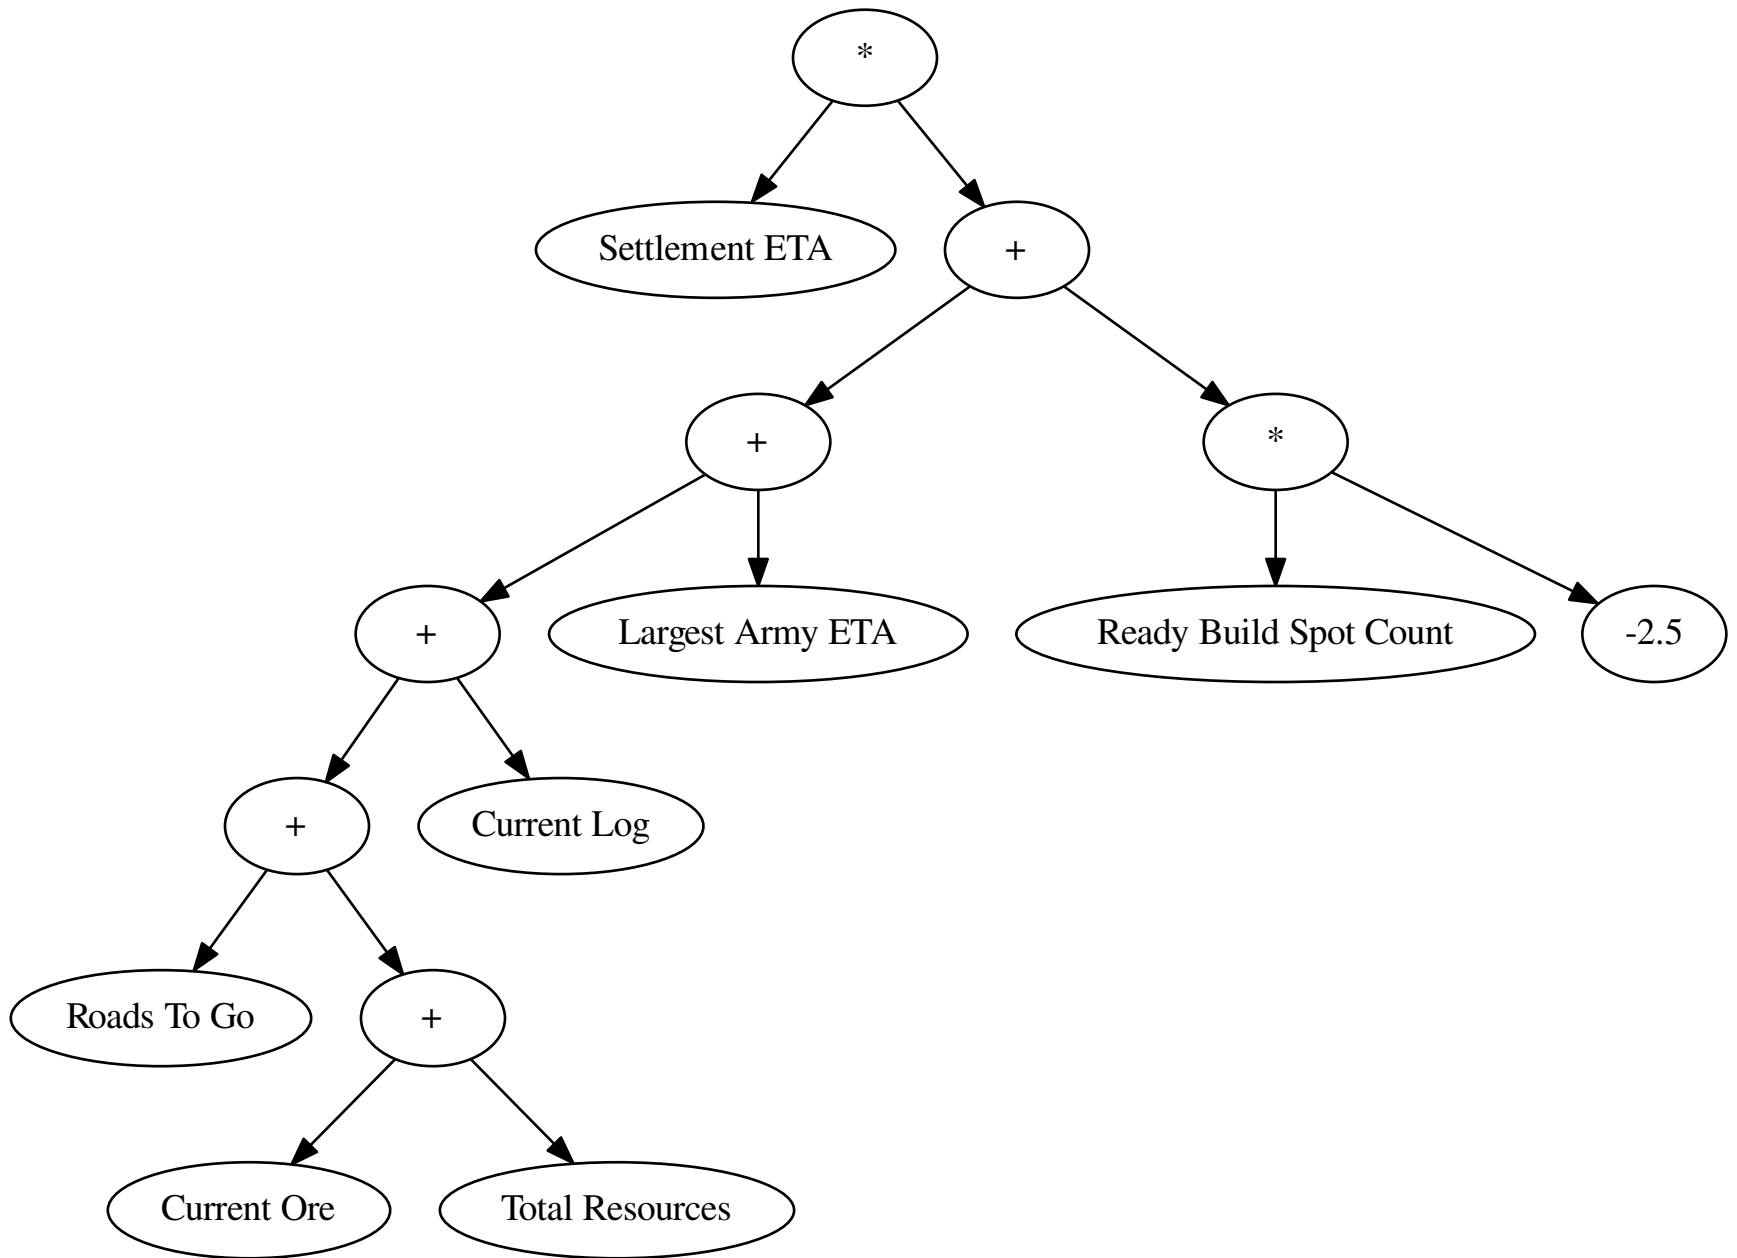 *
Settlement ETA
+
+
*
+
Largest Army ETA
Ready Build Spot Count
-2.5
+
Current Log
Roads To Go
+
Current Ore
Total Resources